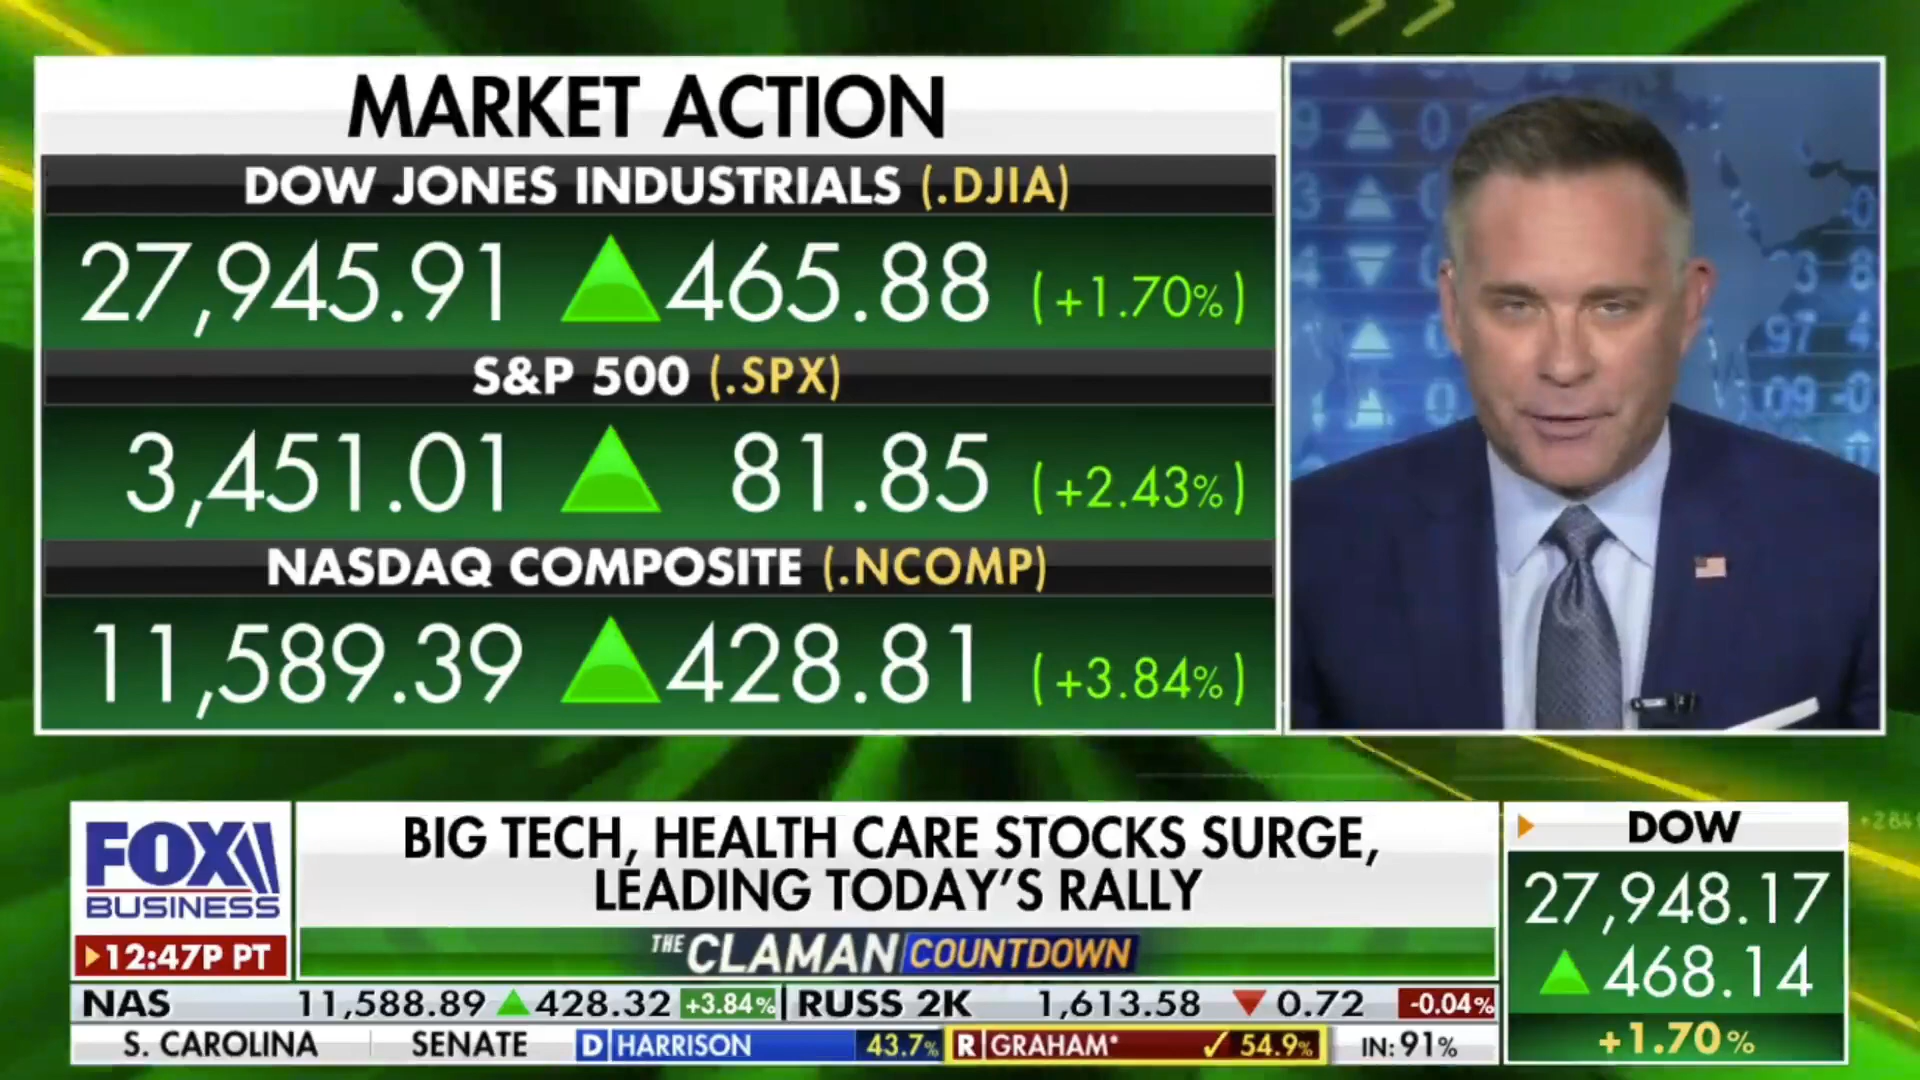 MARKET ACTION
DOW JONES INDUSTRIALS (.DJIA)
27,945.91 ▲ 465.88 (+1.70%)
S&P 500 (.SPX)
3,451.01 ▲ 81.85 (+2.43%)
NASDAQ COMPOSITE (.NCOMP)
11,589.39 ▲ 428.81 (+3.84%)
FOX
BUSINESS
12:47P PT
BIG TECH, HEALTH CARE STOCKS SURGE,
LEADING TODAY'S RALLY
THE CLAMAN COUNTDOWN
DOW
27,948.17
▲ 468.14
+1.70%
NAS 11,588.89 ▲ 428.32 +3.84% RUSS 2K 1,613.58 ▼ 0.72 -0.04%
S. CAROLINA SENATE D HARRISON 43.7% R GRAHAM* ✓ 54.9% IN: 91%